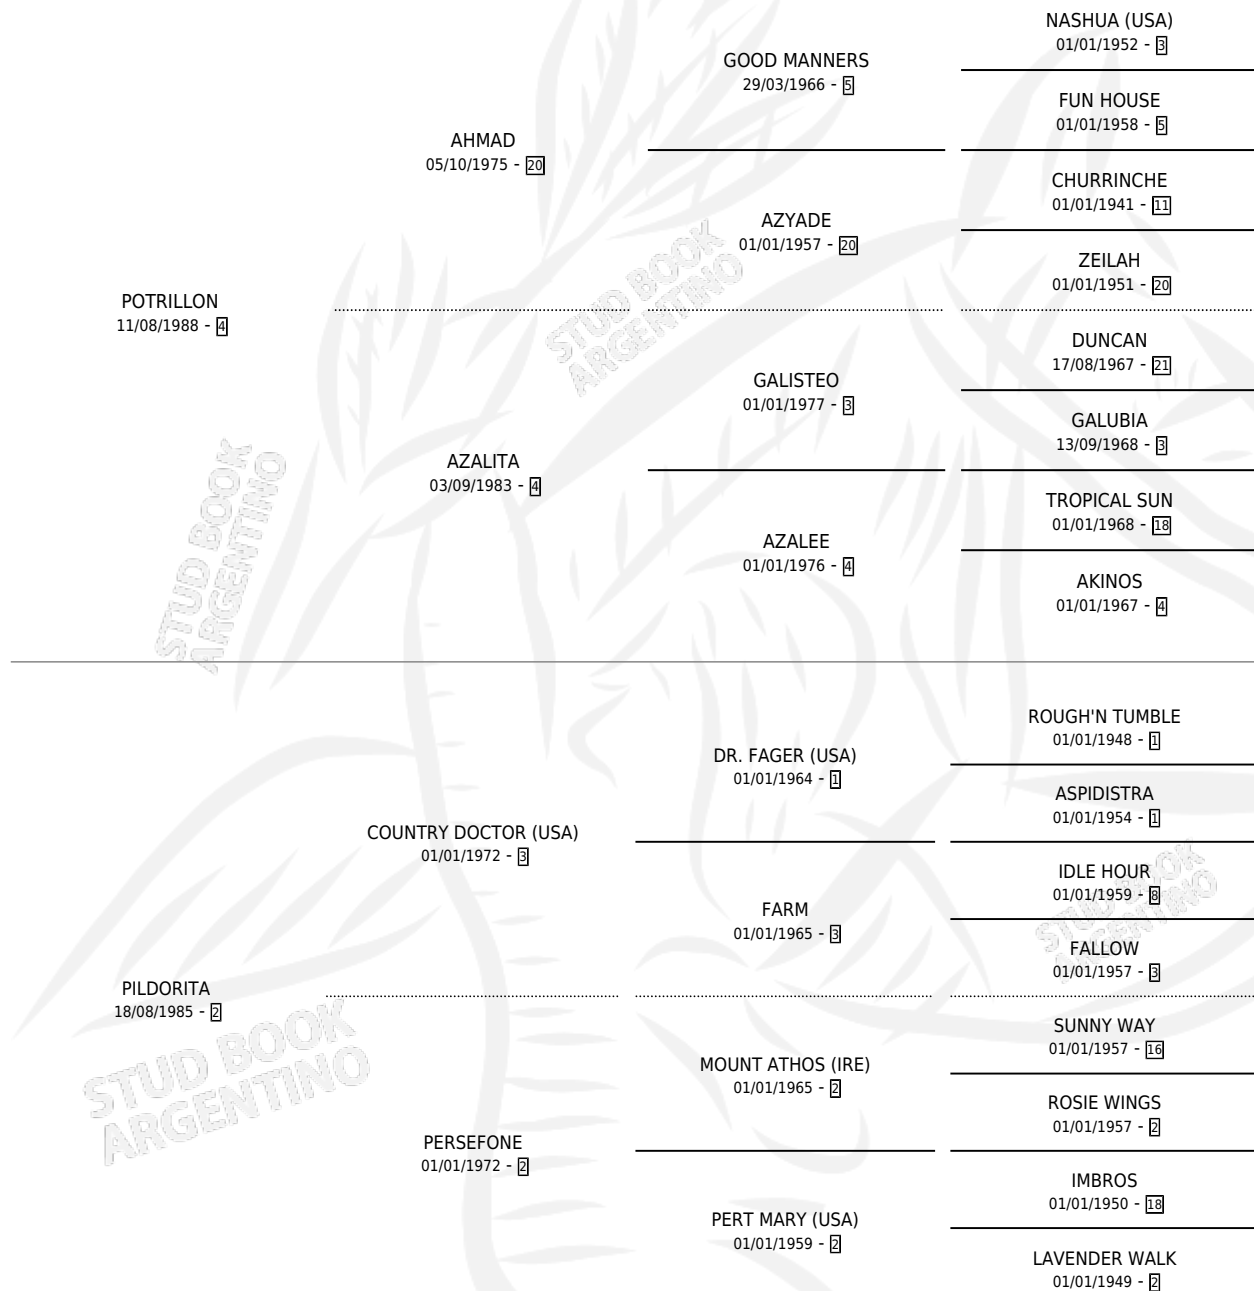 NASHUA (USA)
01/01/1952 - 3
GOOD MANNERS
29/03/1966 - 5
FUN HOUSE
01/01/1958 - 5
AHMAD
05/10/1975 - 20
CHURRINCHE
01/01/1941 - 11
AZYADE
01/01/1957 - 20
ZEILAH
01/01/1951 - 20
POTRILLON
11/08/1988 - 4
STUD BOOK
ARGENTINO
DUNCAN
17/08/1967 - 21
GALISTEO
01/01/1977 - 3
GALUBIA
13/09/1968 - 3
AZALITA
03/09/1983 - 4
TROPICAL SUN
01/01/1968 - 18
AZALEE
01/01/1976 - 4
AKINOS
01/01/1967 - 4
STUD BOOK
ARGENTINO
ROUGH'N TUMBLE
01/01/1948 - 1
DR. FAGER (USA)
01/01/1964 - 1
ASPIDISTRA
01/01/1954 - 1
COUNTRY DOCTOR (USA)
01/01/1972 - 3
IDLE HOUR
01/01/1959 - 8
FARM
01/01/1965 - 3
FALLOW
01/01/1957 - 3
STUD BOOK
ARGENTINO
PILDORITA
18/08/1985 - 2
SUNNY WAY
01/01/1957 - 16
MOUNT ATHOS (IRE)
01/01/1965 - 2
ROSIE WINGS
01/01/1957 - 2
STUD BOOK
ARGENTINO
PERSEFONE
01/01/1972 - 2
IMBROS
01/01/1950 - 18
PERT MARY (USA)
01/01/1959 - 2
LAVENDER WALK
01/01/1949 - 2